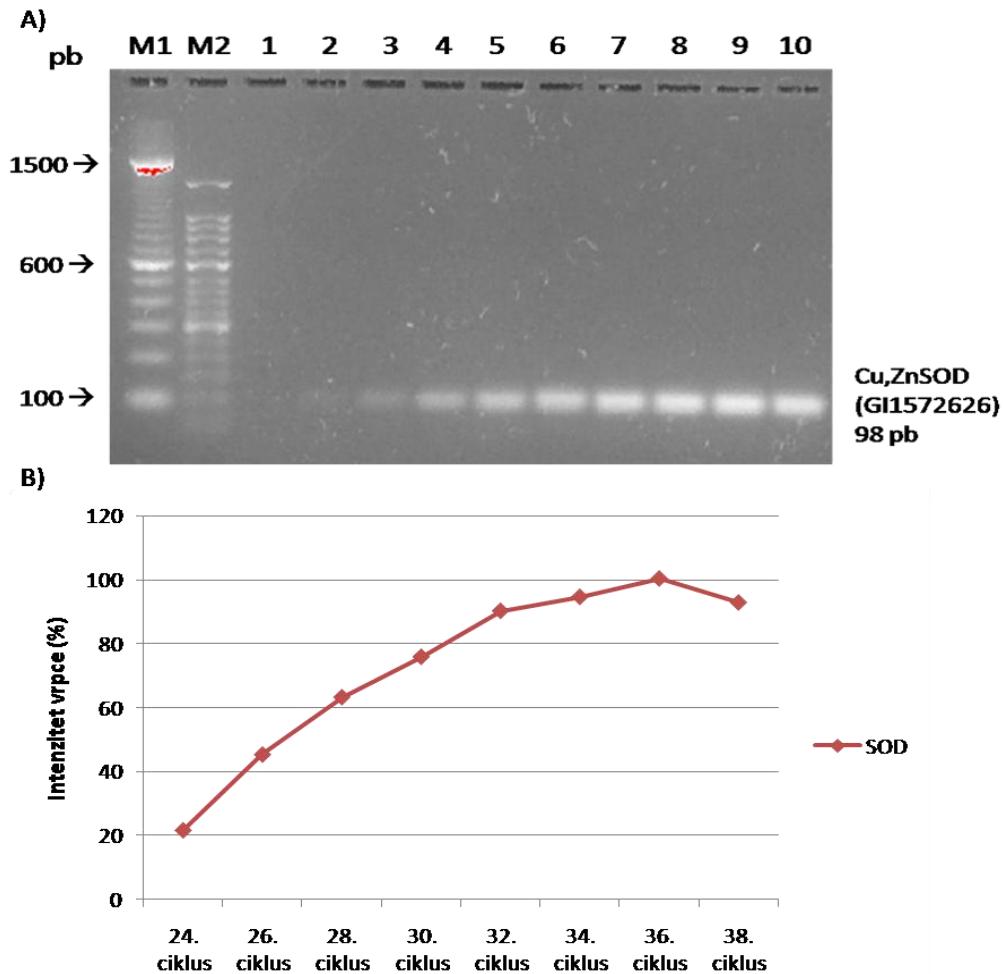 A)
pb M1 M2 1 2 3 4 5 6 7 8 9 10
1500 →
600 →
100 →
Cu,ZnSOD
(GI1572626)
98 pb
B)
120
100
80
60
40
20
0
Intenzitet vrpce (%)
24. 26. 28. 30. 32. 34. 36. 38.
ciklus ciklus ciklus ciklus ciklus ciklus ciklus ciklus
SOD